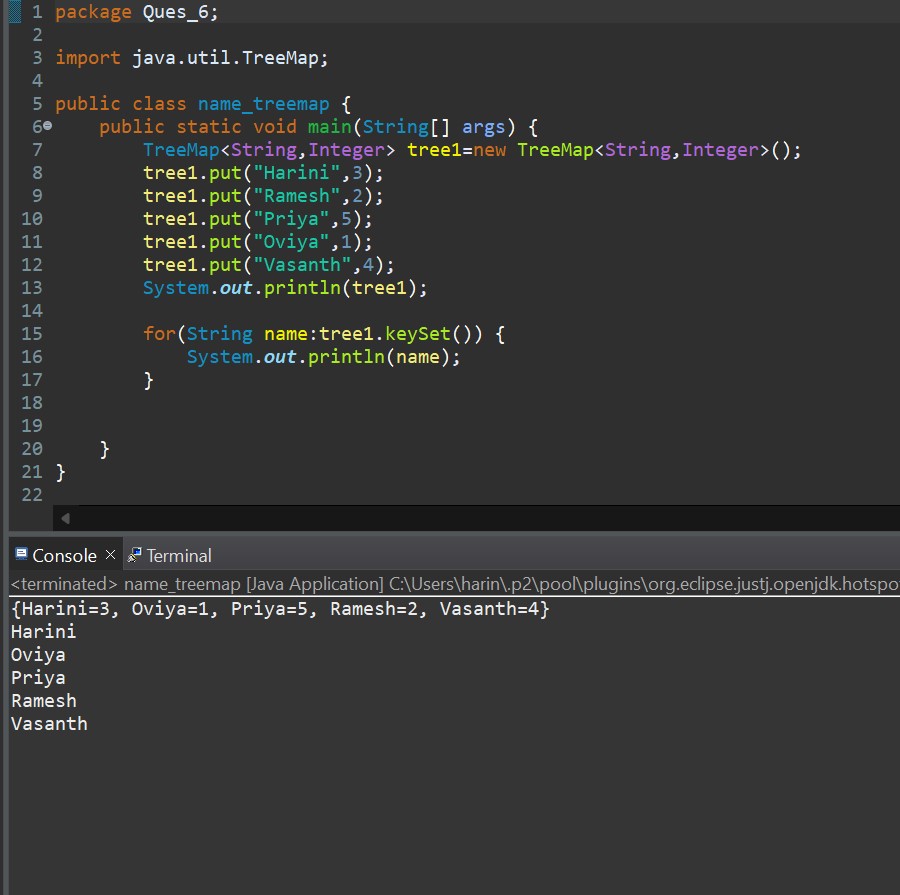 1 package Ques_6;
2
3 import java.util.TreeMap;
4
5 public class name_treemap {
6 public static void main(String[] args) {
7 TreeMap<String,Integer> tree1=new TreeMap<String,Integer>();
8 tree1.put("Harini",3);
9 tree1.put("Ramesh",2);
10 tree1.put("Priya",5);
11 tree1.put("Oviya",1);
12 tree1.put("Vasanth",4);
13 System.out.println(tree1);
14
15 for(String name:tree1.keySet()) {
16 System.out.println(name);
17 }
18
19
20 }
21 }
22
Console Terminal
<terminated> name_treemap [Java Application] C:\Users\harin\.p2\pool\plugins\org.eclipse.justj.openjdk.hotspo
{Harini=3, Oviya=1, Priya=5, Ramesh=2, Vasanth=4}
Harini
Oviya
Priya
Ramesh
Vasanth